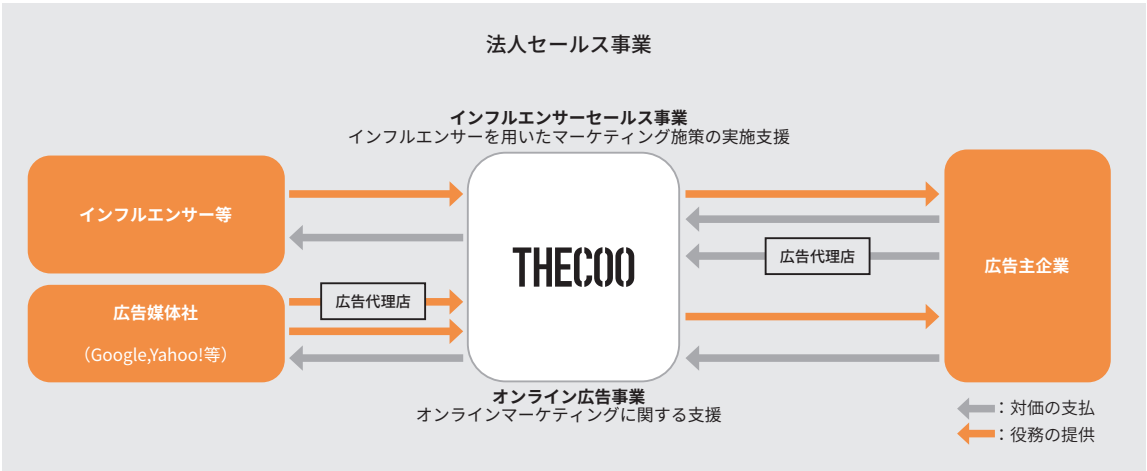 法人セールス事業
インフルエンサーセールス事業
インフルエンサーを用いたマーケティング施策の実施支援
インフルエンサー等
THECOO
広告代理店
広告主企業
広告媒体社
広告代理店
（Google,Yahoo!等）
オンライン広告事業
オンラインマーケティングに関する支援
：対価の支払
：役務の提供